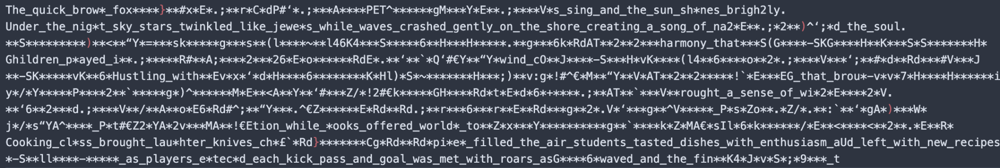 The_quick_brow*_fox****}**#x*E*.;**r*C*dP#‘*.;***A****PET^******gM***Y*E**.;****V*s_sing_and_the_sun_sh*nes_brigh2ly.
Under_the_nig*t_sky_stars_twinkled_like_jewe*s_while_waves_crashed_gently_on_the_shore_creating_a_song_of_na2*E**.;*2**)^‘;*d_the_soul.
**S*********)**<**“Y*=***sk*****g***s**(l****~**l46K4***S*****6**H***H*****.**g***6k*RdAT**2**2***harmony_that***S(G****-SKG****H**K***S*S*******H*
Ghildren_p*ayed_i**.;*****R#**A;****2***26*E*o******RdE*.**‘**`*Q‘#€Y**“Y*wind_cO**J****-S***H*vK****(l4**6****o**2*.;****V***‘;**#*d**Rd***#V***J
**-SK*****vK**6*Hustling_with**Ev*x*‘*d*H****6********K*Hl)*S*~*******H***;)**v:g*!#^€*M**“Y**V*AT**2**2*****!`*E***EG_that_brou*-v*v*7*H****H******i
y*/*Y*****P****2**`*****g*)^******M*E**<A**Y**‘#***Z/*!2#€k*****GH****Rd*t*E*d*6*+****.;**AT**`***V**rought_a_sense_of_wi*2*E****2*V.
**‘6**2***d.;****V**/**A**o*E6*Rd#^;**“Y***.^€Z******E*Rd**Rd.;**r***6***r**E**Rd***g**2*.V*‘***g**^V*****_P*s*Zo**.*Z/*.**:`**‘*gA*)***W*
j*/*s“YA^****_P*t#€Z2*YA*2v***MA**!€Etion_while_*ooks_offered_world*_to**Z*x***Y**********g**`****k*Z*MA€*sIl*6*k******/*E**<****<**2**.*E**R*
Cooking_cl*ss_brought_lau*hter_knives_ch*£`*Rd}*******Cg*Rd**Rd*pi*e*_filled_the_air_students_tasted_dishes_with_enthusiasm_aUd_left_with_new_recipes
*-S**ll****-*****_as_players_e*tec*d_each_kick_pass_and_goal_was_met_with_roars_asG****6*waved_and_the_fin**K4*J*v*S*;*9***_t